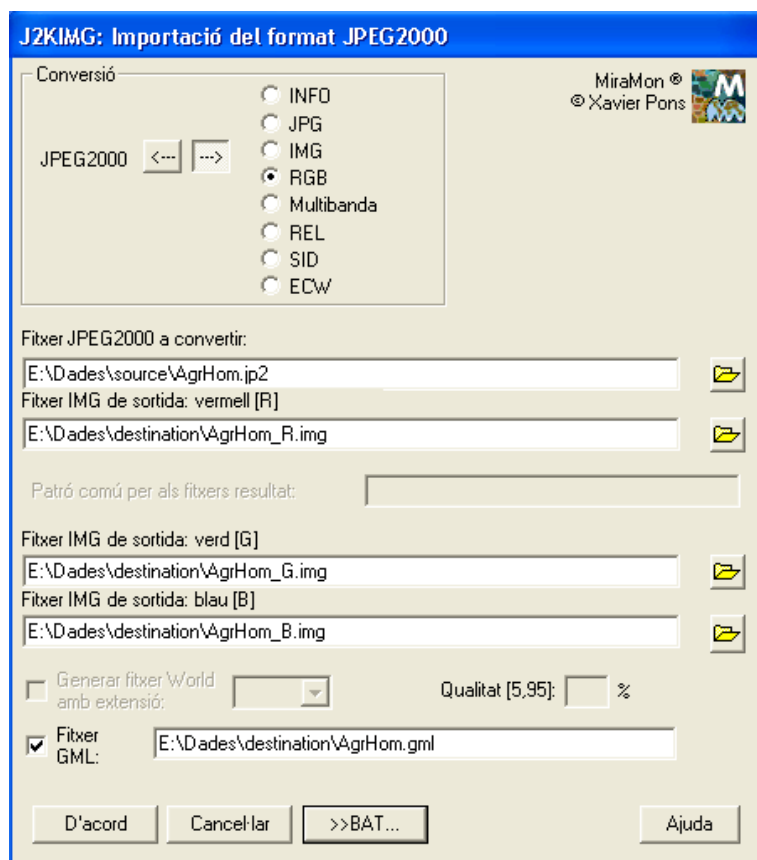 J2KIMG: Importació del format JPEG2000
Conversió
MiraMon ®
© Xavier Pons
M
JPEG2000 <--- --->
INFO
JPG
IMG
RGB
Multibanda
REL
SID
ECW
Fitxer JPEG2000 a convertir:
E:\Dades\source\AgrHom.jp2
Fitxer IMG de sortida: vermell [R]
E:\Dades\destination\AgrHom_R.img
Patró comú per als fitxers resultat:
Fitxer IMG de sortida: verd [G]
E:\Dades\destination\AgrHom_G.img
Fitxer IMG de sortida: blau [B]
E:\Dades\destination\AgrHom_B.img
Generar fitxer World
amb extensió:
Qualitat [5,95]: %
Fitxer
GML:
E:\Dades\destination\AgrHom.gml
D'acord Cancel·lar >>BAT... Ajuda